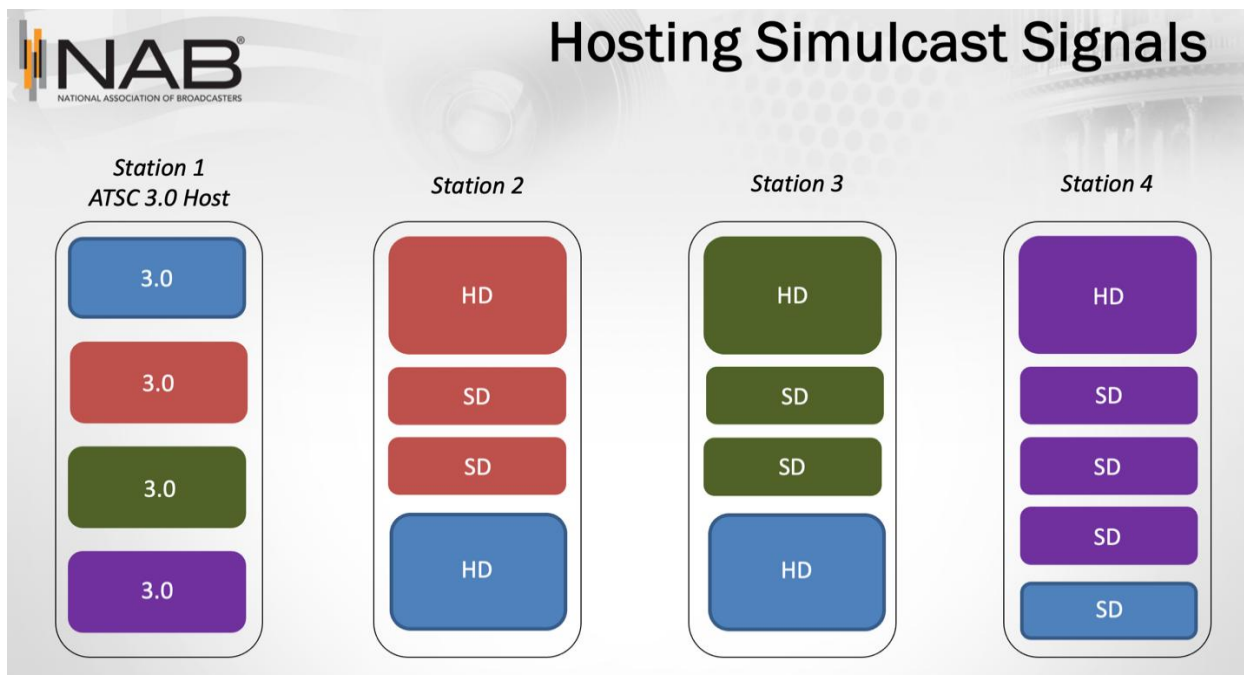 NAB®
NATIONAL ASSOCIATION OF BROADCASTERS
Hosting Simulcast Signals
Station 1
ATSC 3.0 Host
3.0
3.0
3.0
3.0
Station 2
HD
SD
SD
HD
Station 3
HD
SD
SD
HD
Station 4
HD
SD
SD
SD
SD